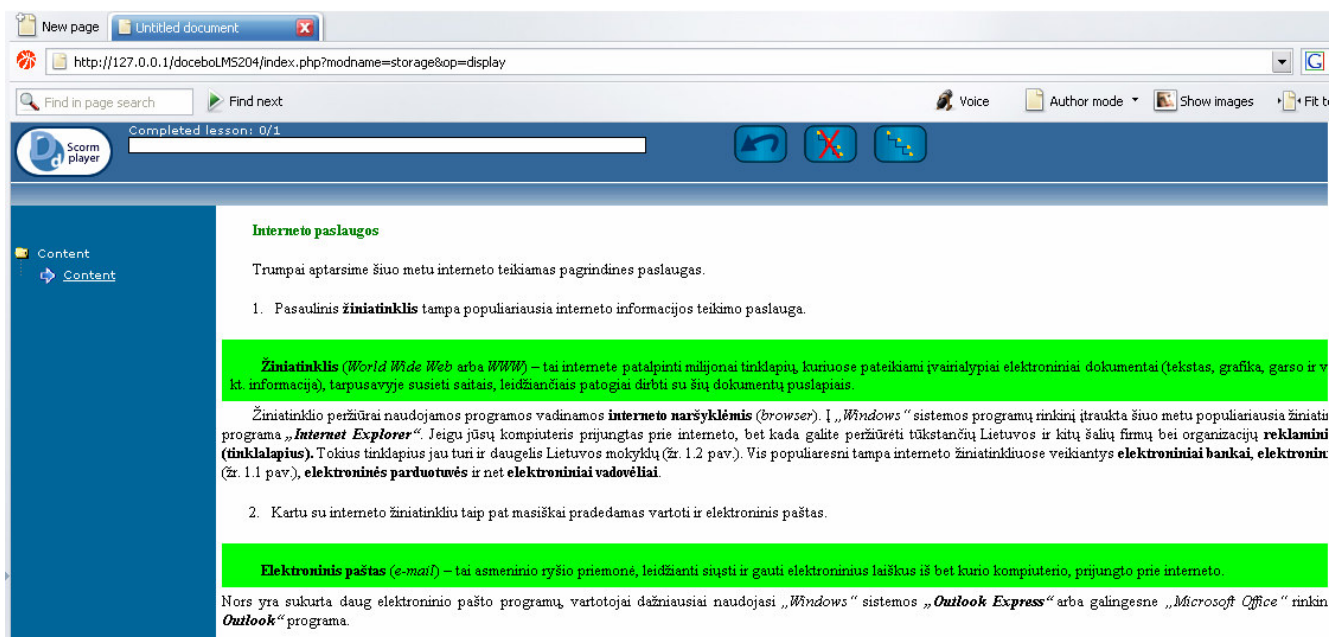 New page Untitled document
http://127.0.0.1/doceboLMS204/index.php?modname=storage&op=display
Find in page search Find next Voice Author mode Show images Fit t
Completed lesson: 0/1
Scorm
player
Content
Content
Interneto paslaugos
Trumpai aptarsime šiuo metu interneto teikiamas pagrindines paslaugas.
1. Pasaulinis žiniatinklis tampa populiariausia interneto informacijos teikimo paslauga.
Žiniatinklis (World Wide Web arba WWW) – tai internete patalpinti milijonai tinklapių, kuriuose pateikiami įvairialypiai elektroniniai dokumentai (tekstas, grafika, garso ir v
kt. informacija), tarpusavyje susieti saitais, leidžiančiais patogiai dirbti su šių dokumentų puslapiais.
Žiniatinklio peržiūrai naudojamos programos vadinamos interneto naršyklėmis (browser). Į „Windows“ sistemos programų rinkinį įtraukta šiuo metu populiariausia žiniati
programa „Internet Explorer“. Jeigu jūsų kompiuteris prijungtas prie interneto, bet kada galite peržiūrėti tūkstančių Lietuvos ir kitų šalių firmų bei organizacijų reklamini
(tinklalapius). Tokius tinklapius jau turi ir daugelis Lietuvos mokyklų (žr. 1.2 pav.). Vis populiaresni tampa interneto žiniatinkliuose veikiantys elektroniniai bankai, elektronin
(žr. 1.1 pav.), elektroninės parduotuvės ir net elektroniniai vadovėliai.
2. Kartu su interneto žiniatinkliu taip pat masiškai pradedamas vartoti ir elektroninis paštas.
Elektroninis paštas (e-mail) – tai asmeninio ryšio priemonė, leidžianti siųsti ir gauti elektroninius laiškus iš bet kurio kompiuterio, prijungto prie interneto.
Nors yra sukurta daug elektroninio pašto programų, vartotojai dažniausiai naudojasi „Windows“ sistemos „Outlook Express“ arba galingesne „Microsoft Office“ rinkin
Outlook“ programa.